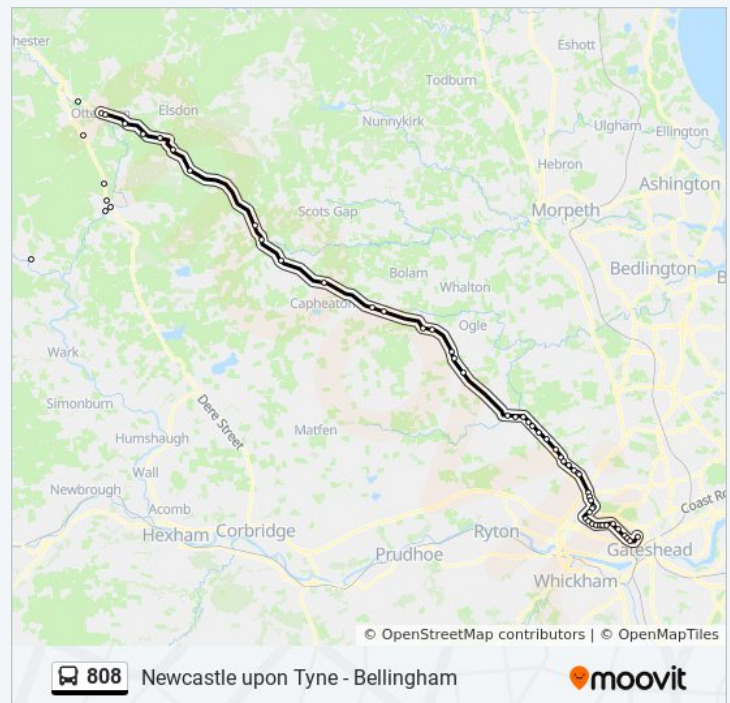 hester
Eshott
Todburn
Otte
Elsdon
Nunnykirk
Ulgham
Ellington
Hebron
Ashington
Scots Gap
Morpeth
Bolam
Bedlington
B
Whalton
Capheaton
Ogle
Wark
Simonburn
Dere Street
Matfen
Humshaugh
Wall
Newbrough
Acomb
Coast Ro
Hexham
Corbridge
Ryton
Prudhoe
Gateshead
Whickham
© OpenStreetMap contributors | © OpenMapTiles
808 Newcastle upon Tyne - Bellingham
moovit